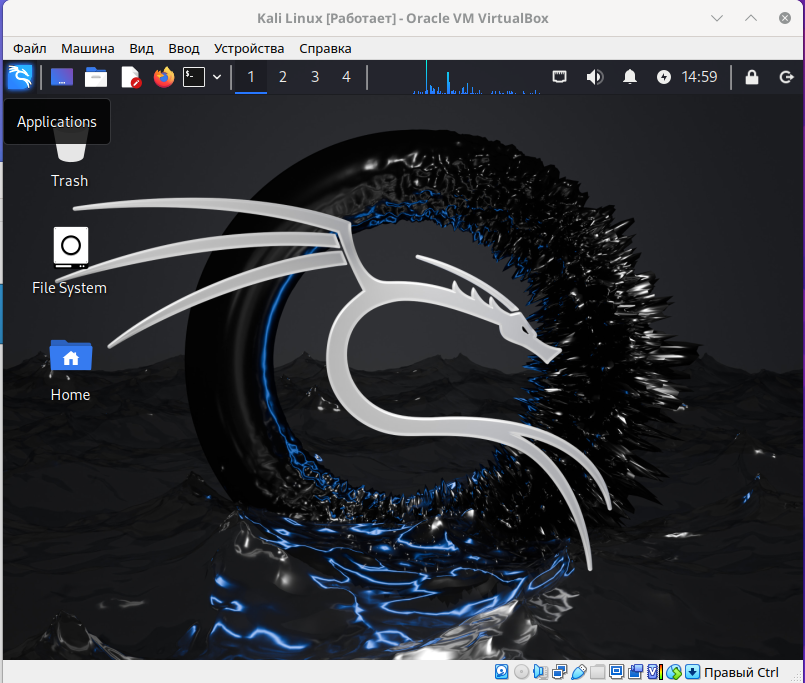 Kali Linux [Работает] - Oracle VM VirtualBox
Файл Машина Вид Ввод Устройства Справка
1 2 3 4 14:59
Applications
Trash
File System
Home
Правый Ctrl